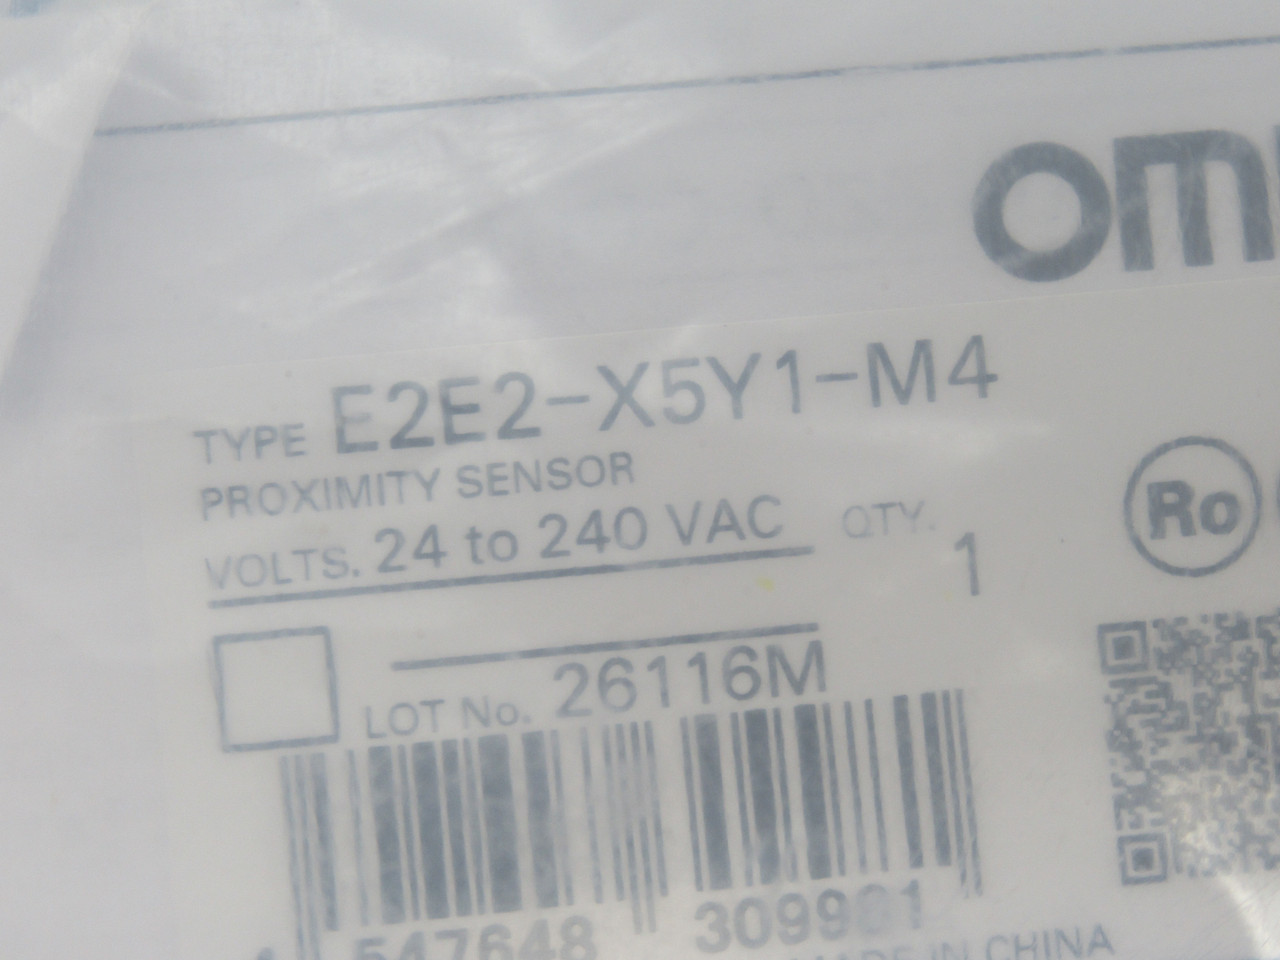 OM
TYPE E2E2-X5Y1-M4
PROXIMITY SENSOR
VOLTS. 24 to 240 VAC QTY. 1
Ro
LOT No. 26116M
547648 309901
MADE IN CHINA